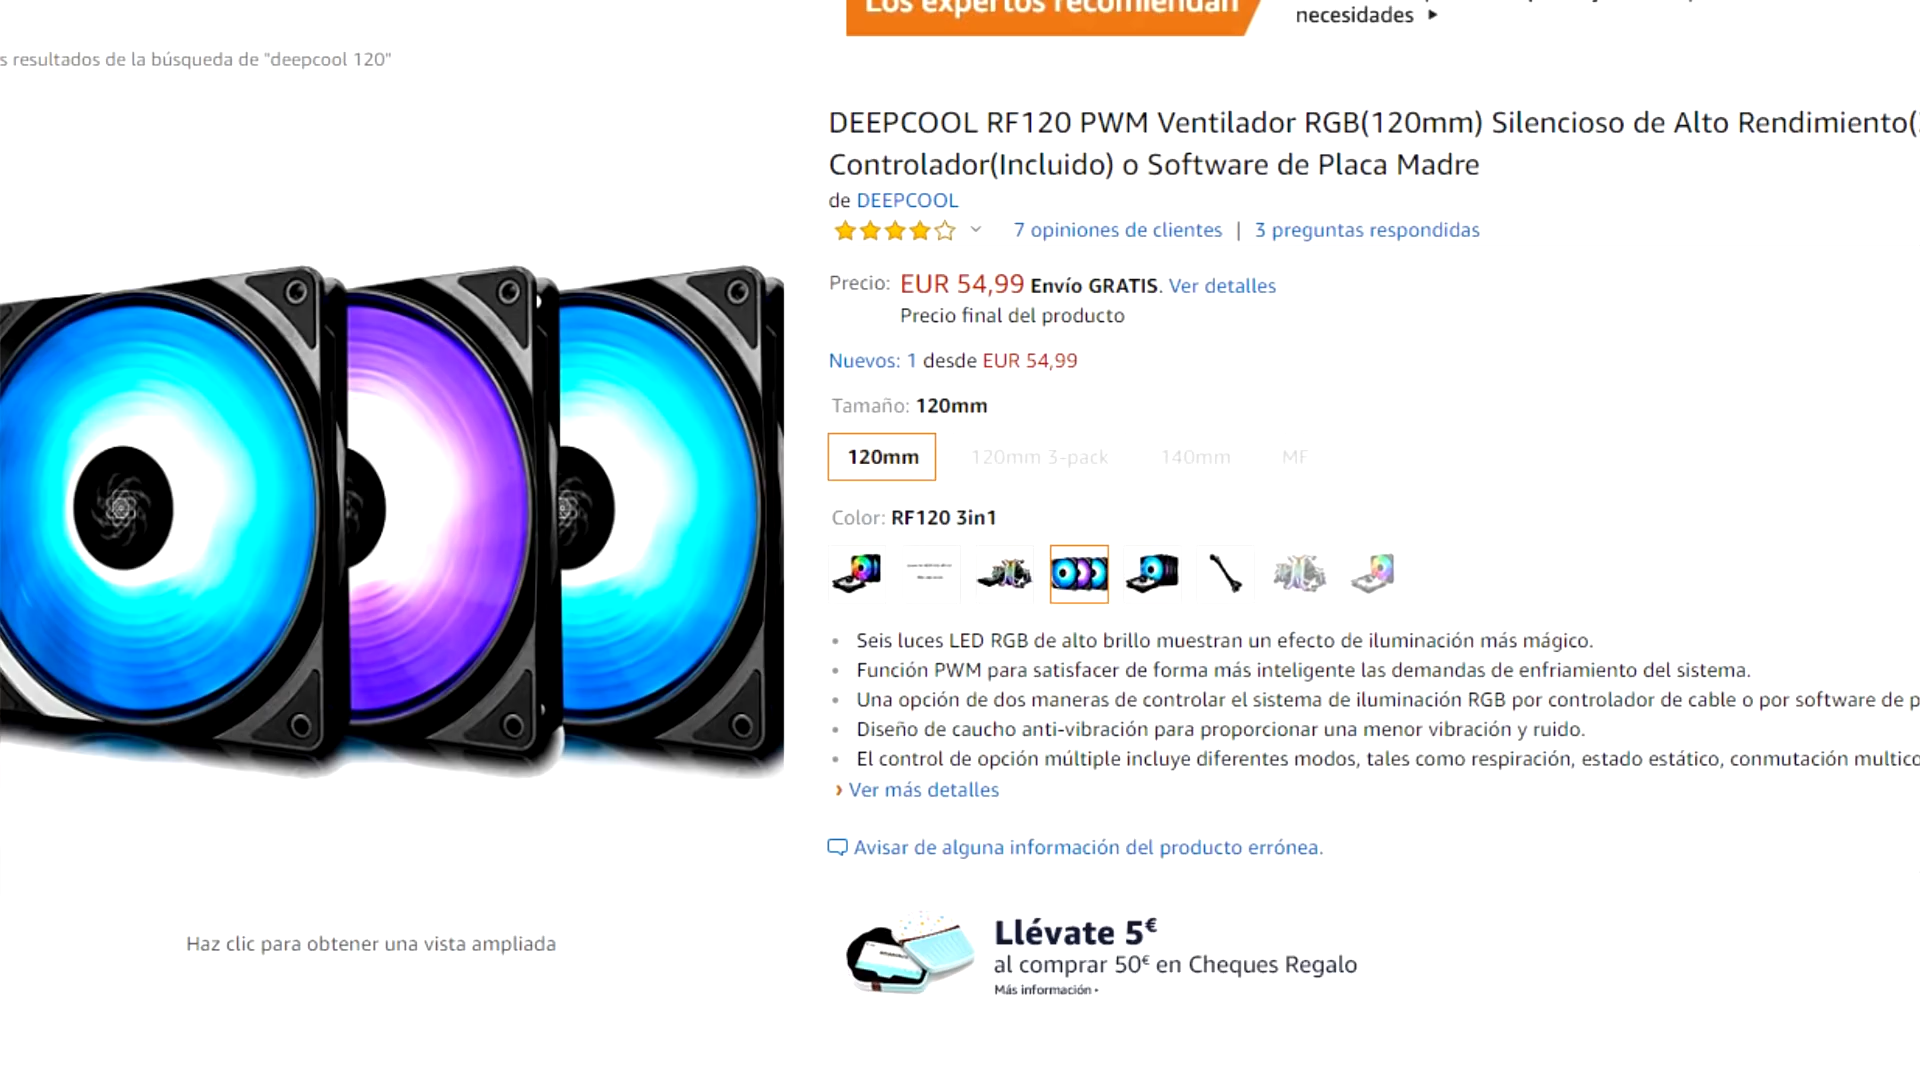 Los expertos recomiendan
necesidades ▸
s resultados de la búsqueda de "deepcool 120"
DEEPCOOL RF120 PWM Ventilador RGB(120mm) Silencioso de Alto Rendimiento(
Controlador(Incluido) o Software de Placa Madre
de DEEPCOOL
7 opiniones de clientes | 3 preguntas respondidas
Precio: EUR 54,99 Envío GRATIS. Ver detalles
Precio final del producto
Nuevos: 1 desde EUR 54,99
Tamaño: 120mm
120mm 120mm 3-pack 140mm MF
Color: RF120 3in1
• Seis luces LED RGB de alto brillo muestran un efecto de iluminación más mágico.
• Función PWM para satisfacer de forma más inteligente las demandas de enfriamiento del sistema.
• Una opción de dos maneras de controlar el sistema de iluminación RGB por controlador de cable o por software de p
• Diseño de caucho anti-vibración para proporcionar una menor vibración y ruido.
• El control de opción múltiple incluye diferentes modos, tales como respiración, estado estático, conmutación multico
› Ver más detalles
Avisar de alguna información del producto errónea.
Llévate 5€
al comprar 50€ en Cheques Regalo
Más información ▸
Haz clic para obtener una vista ampliada